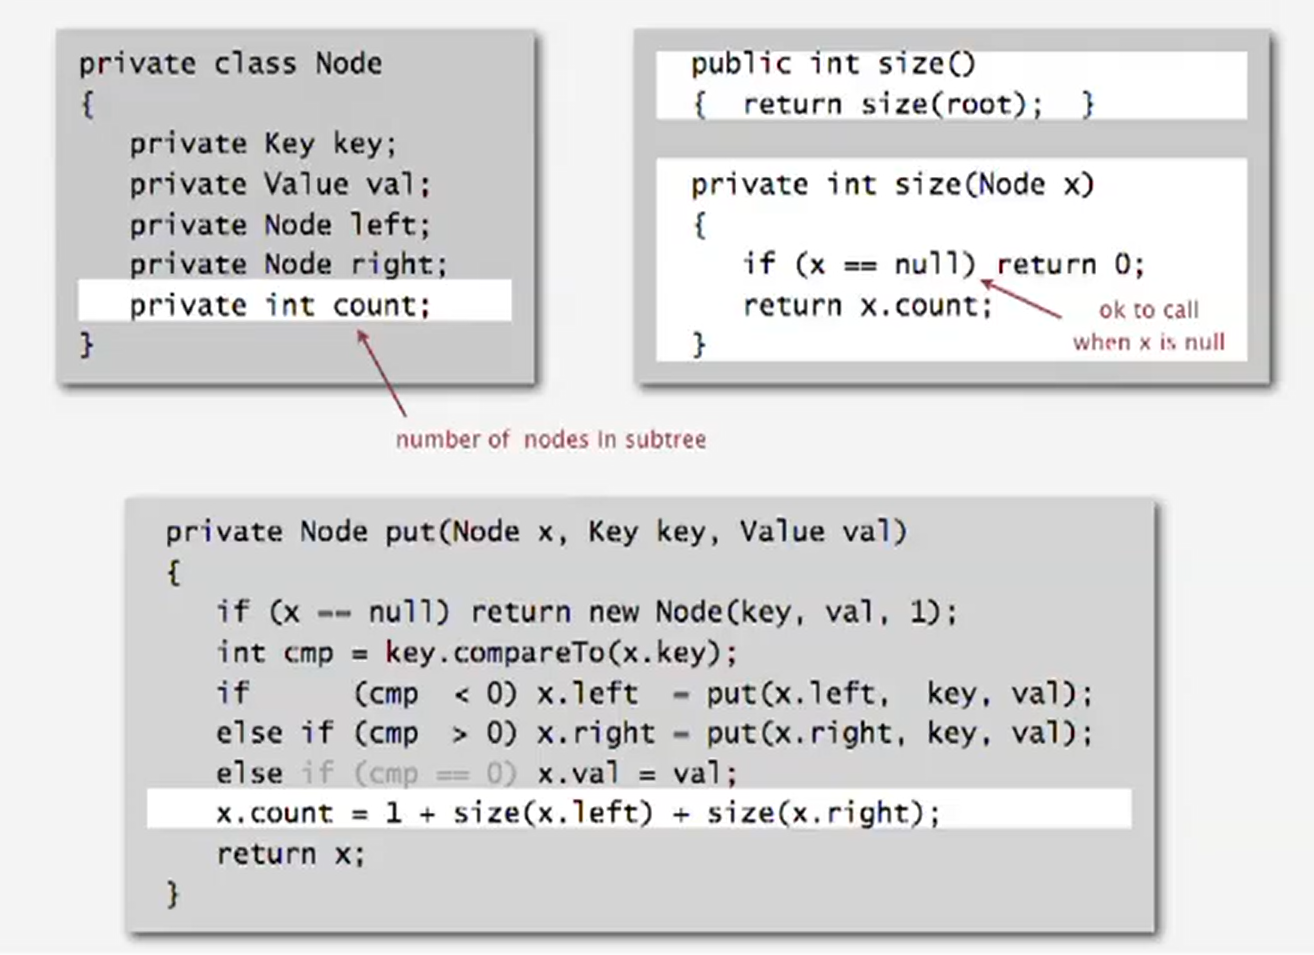 private class Node
{
private Key key;
private Value val;
private Node left;
private Node right;
private int count;
}
number of nodes in subtree
public int size()
{ return size(root); }
private int size(Node x)
{
if (x == null) return 0;
return x.count;
}
ok to call
when x is null
private Node put(Node x, Key key, Value val)
{
if (x == null) return new Node(key, val, 1);
int cmp = key.compareTo(x.key);
if (cmp < 0) x.left = put(x.left, key, val);
else if (cmp > 0) x.right = put(x.right, key, val);
else if (cmp == 0) x.val = val;
x.count = 1 + size(x.left) + size(x.right);
return x;
}